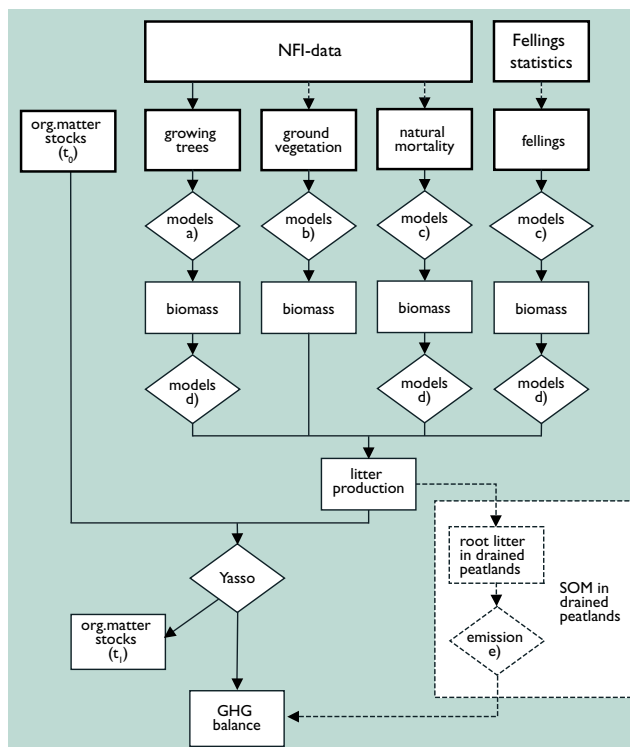 NFI-data
Fellings
statistics
org.matter
stocks
(t0)
growing
trees
ground
vegetation
natural
mortality
fellings
models
a)
models
b)
models
c)
models
c)
biomass
biomass
biomass
biomass
models
d)
models
d)
models
d)
litter
production
root litter
in drained
peatlands
SOM in
drained
peatlands
Yasso
emission
e)
org.matter
stocks
(t1)
GHG
balance